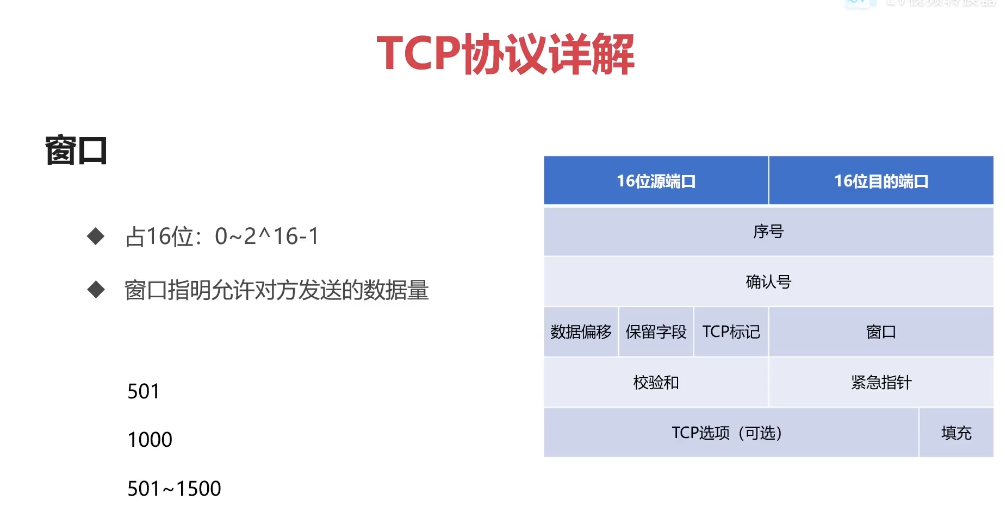 TCP协议详解
窗口
占16位：0~2^16-1
窗口指明允许对方发送的数据量
501
1000
501~1500
16位源端口 16位目的端口
序号
确认号
数据偏移 保留字段 TCP标记 窗口
校验和 紧急指针
TCP选项（可选） 填充